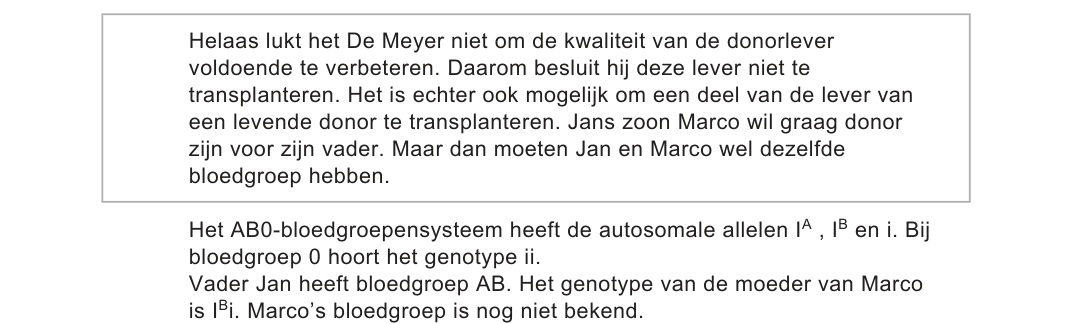 Helaas lukt het De Meyer niet om de kwaliteit van de donorlever
voldoende te verbeteren. Daarom besluit hij deze lever niet te
transplanteren. Het is echter ook mogelijk om een deel van de lever van
een levende donor te transplanteren. Jans zoon Marco wil graag donor
zijn voor zijn vader. Maar dan moeten Jan en Marco wel dezelfde
bloedgroep hebben.
Het AB0-bloedgroepensysteem heeft de autosomale allelen Iᴬ , Iᴮ en i. Bij
bloedgroep 0 hoort het genotype ii.
Vader Jan heeft bloedgroep AB. Het genotype van de moeder van Marco
is Iᴮi. Marco’s bloedgroep is nog niet bekend.